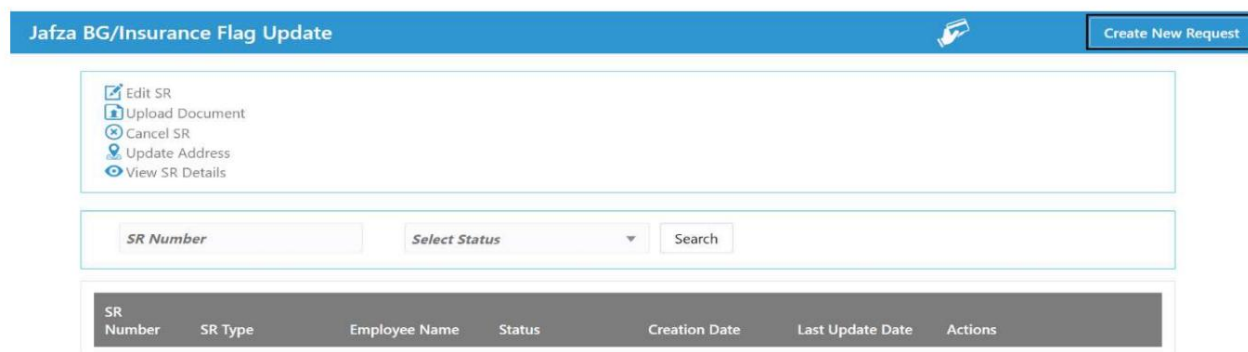 Jafza BG/Insurance Flag Update
Create New Request
Edit SR
Upload Document
Cancel SR
Update Address
View SR Details
SR Number
Select Status
Search
SR
Number SR Type Employee Name Status Creation Date Last Update Date Actions